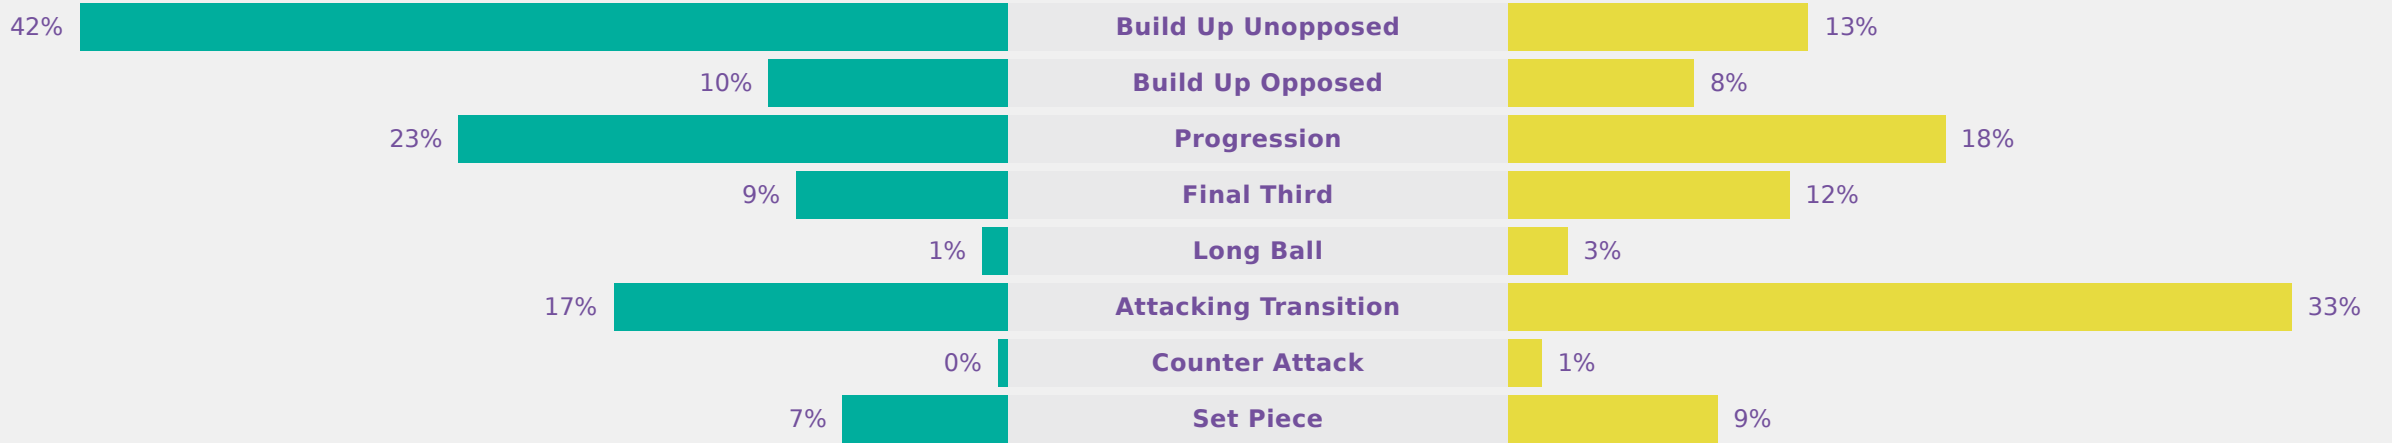 42% Build Up Unopposed 13%
10% Build Up Opposed 8%
23% Progression 18%
9% Final Third 12%
1% Long Ball 3%
17% Attacking Transition 33%
0% Counter Attack 1%
7% Set Piece 9%